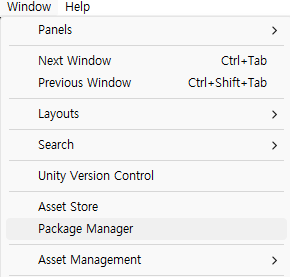 Window Help
Panels
Next Window Ctrl+Tab
Previous Window Ctrl+Shift+Tab
Layouts
Search
Unity Version Control
Asset Store
Package Manager
Asset Management